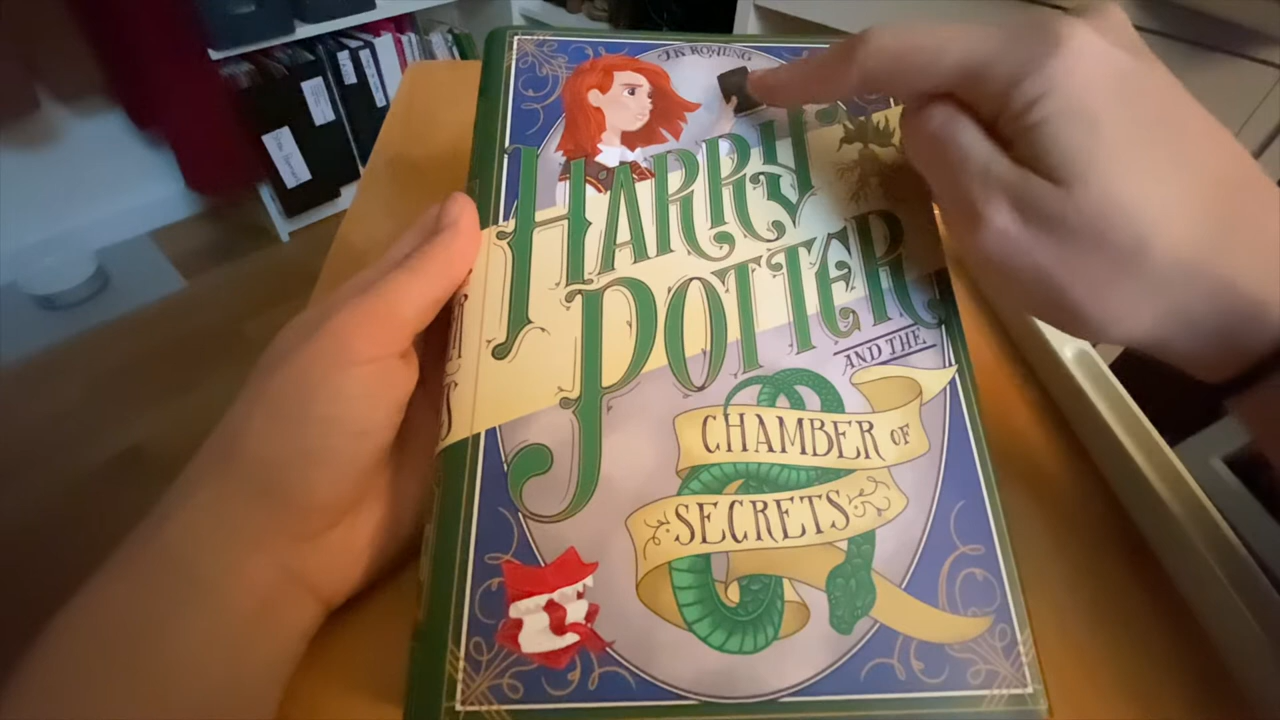 J.K. ROWLING
HARRY
POTTER
AND THE
CHAMBER OF
SECRETS